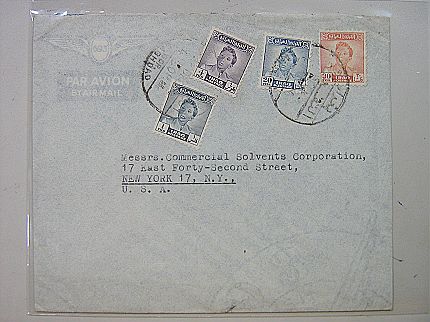 PAR AVION
BY AIR MAIL
Messrs.Commercial Solvents Corporation,
17 East Forty-Second Street,
NEW YORK 17, N.Y.,
U. S. A.